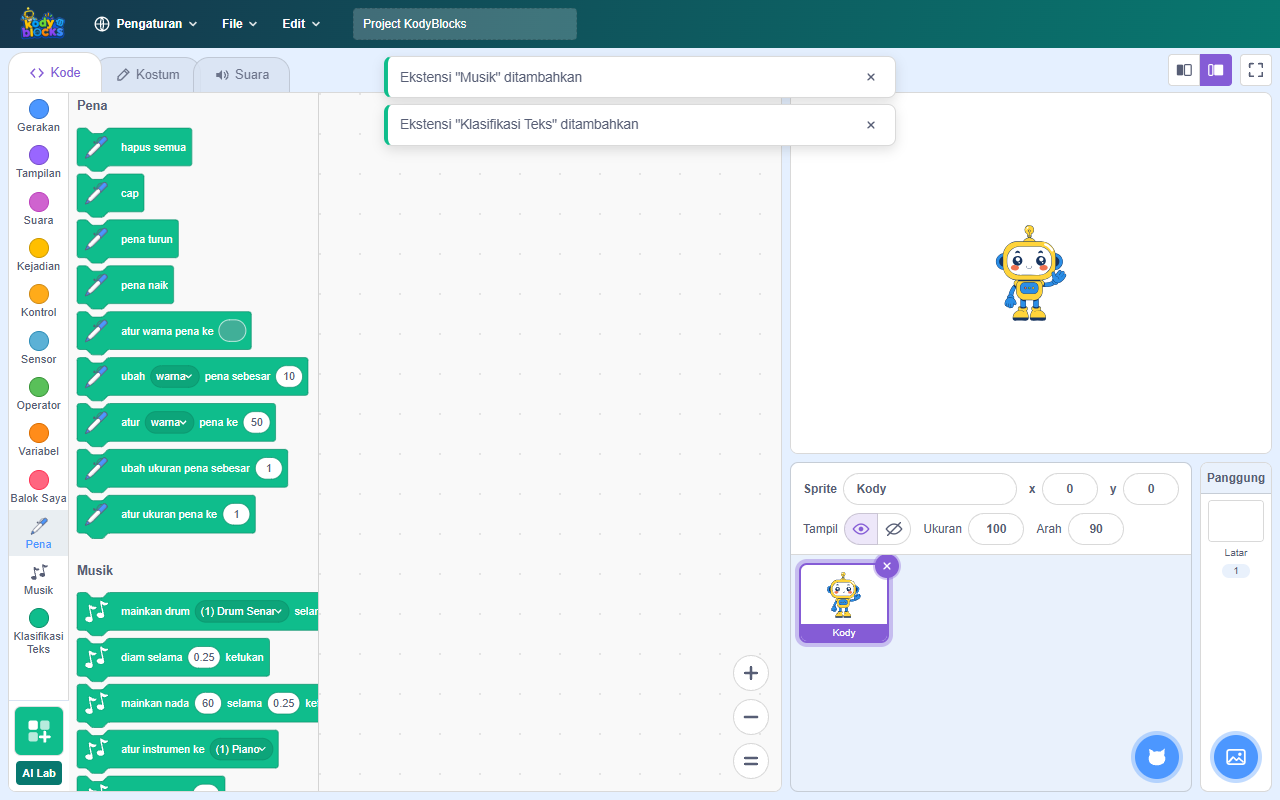 Kody blocks
Pengaturan
File
Edit
Project KodyBlocks
Kode
Kostum
Suara
Ekstensi "Musik" ditambahkan
Ekstensi "Klasifikasi Teks" ditambahkan
Gerakan
Tampilan
Suara
Kejadian
Kontrol
Sensor
Operator
Variabel
Balok Saya
Pena
Musik
Klasifikasi
Teks
AI Lab
Pena
hapus semua
cap
pena turun
pena naik
atur warna pena ke
ubah warna pena sebesar 10
atur warna pena ke 50
ubah ukuran pena sebesar 1
atur ukuran pena ke 1
Musik
mainkan drum (1) Drum Senar
diam selama 0.25 ketukan
mainkan nada 60 selama 0.25
atur instrumen ke (1) Piano
Sprite Kody x 0 y 0
Tampil Ukuran 100 Arah 90
Kody
Panggung
Latar
1